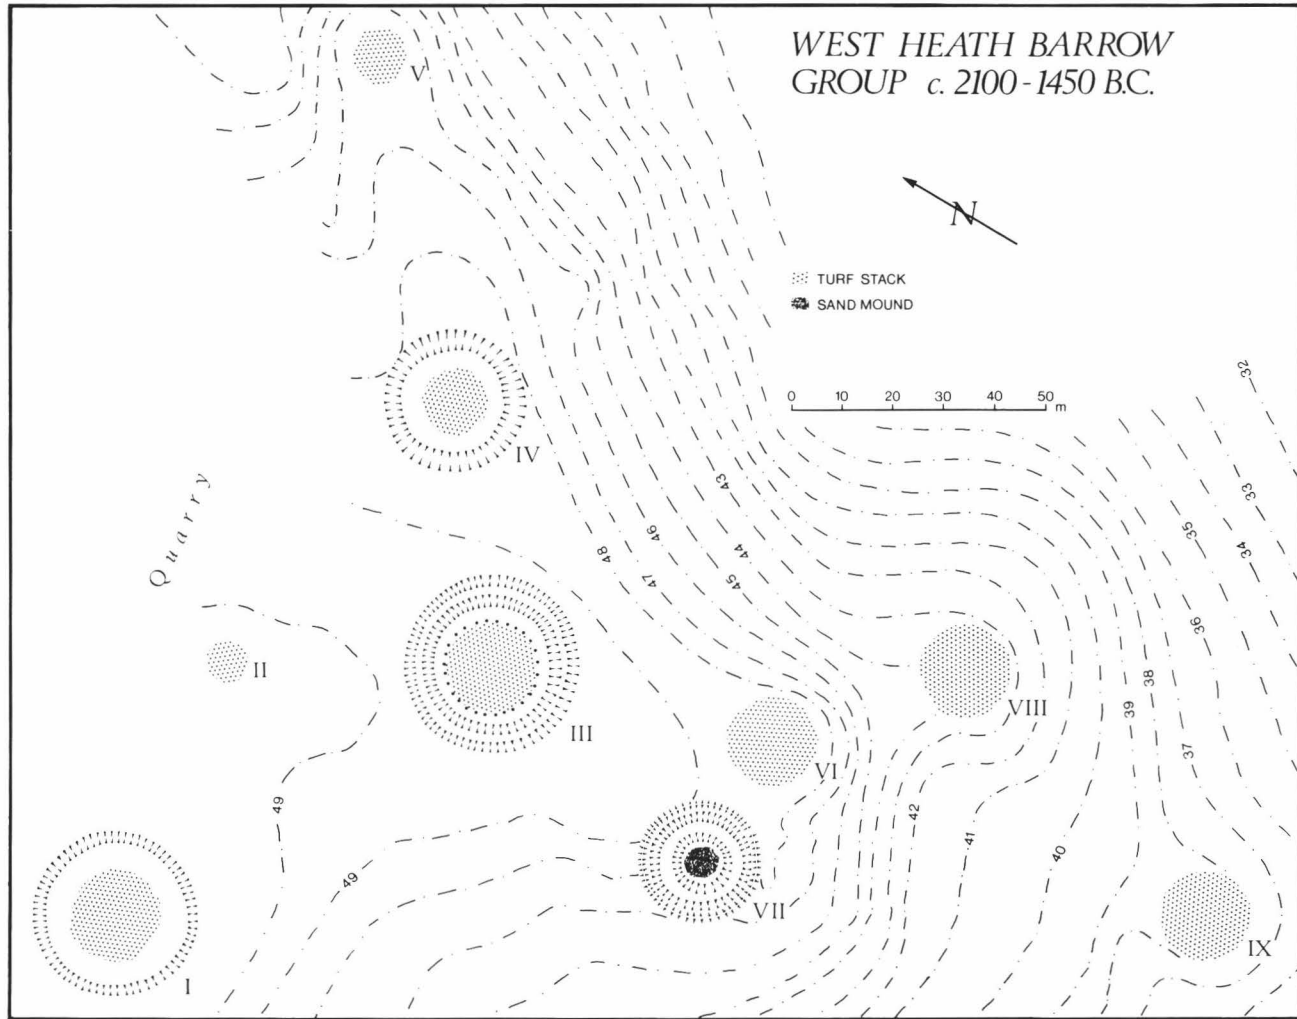 WEST HEATH BARROW
GROUP c. 2100-1450 B.C.
V
N
TURF STACK
SAND MOUND
0 10 20 30 40 50 m
32
IV
33
43
35
34
Quarry
48
46
44
47
45
36
II
38
VIII
39
III
37
VI
49
42
41
40
49
VII
IX
I